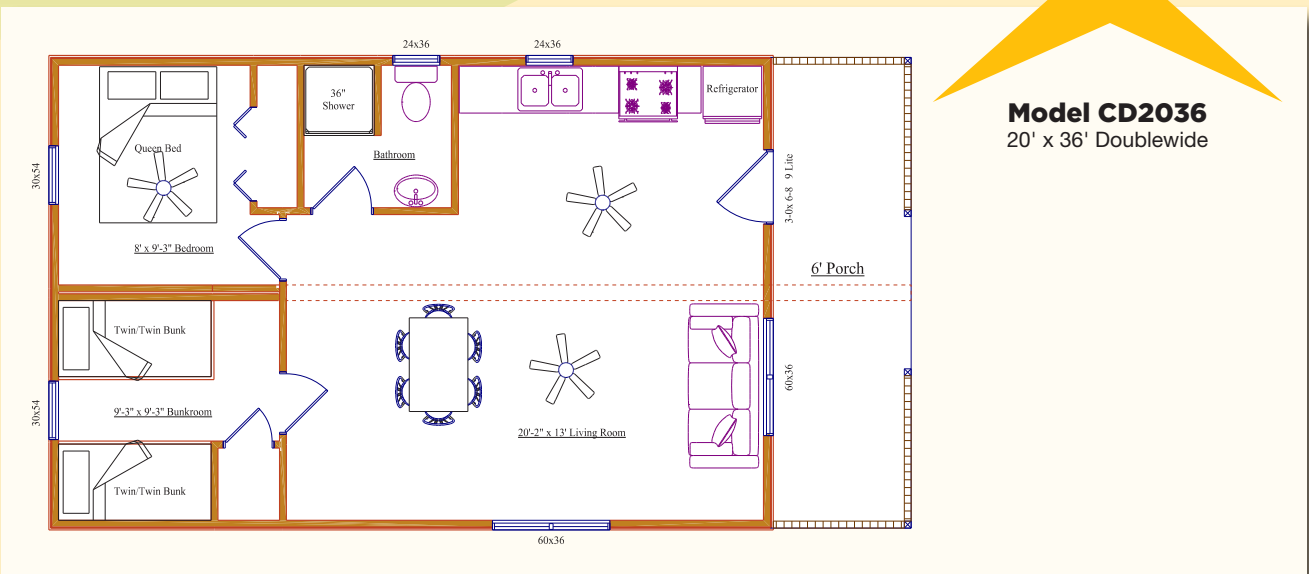 24x36
24x36
Model CD2036
20' x 36' Doublewide
36"
Shower
Refrigerator
Queen Bed
Bathroom
30x54
3-0x 6-8 9 Lite
8' x 9'-3" Bedroom
6' Porch
Twin/Twin Bunk
60x36
9'-3" x 9'-3" Bunkroom
30x54
20'-2" x 13' Living Room
Twin/Twin Bunk
60x36